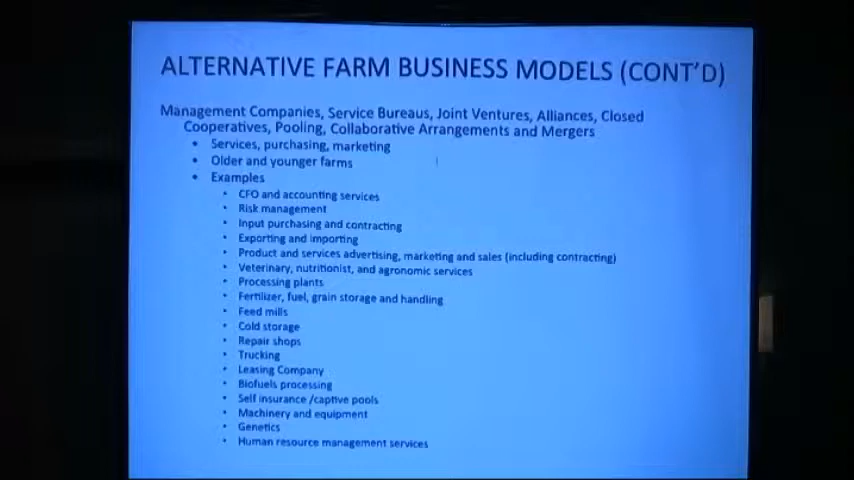 ALTERNATIVE FARM BUSINESS MODELS (CONT'D)
Management Companies, Service Bureaus, Joint Ventures, Alliances, Closed
Cooperatives, Pooling, Collaborative Arrangements and Mergers
• Services, purchasing, marketing
• Older and younger farms
• Examples
• CFO and accounting services
• Risk management
• Input purchasing and contracting
• Exporting and importing
• Product and services advertising, marketing and sales (including contracting)
• Veterinary, nutritionist, and agronomic services
• Processing plants
• Fertilizer, fuel, grain storage and handling
• Feed mills
• Cold storage
• Repair shops
• Trucking
• Leasing Company
• Biofuels processing
• Self insurance /captive pools
• Machinery and equipment
• Genetics
• Human resource management services